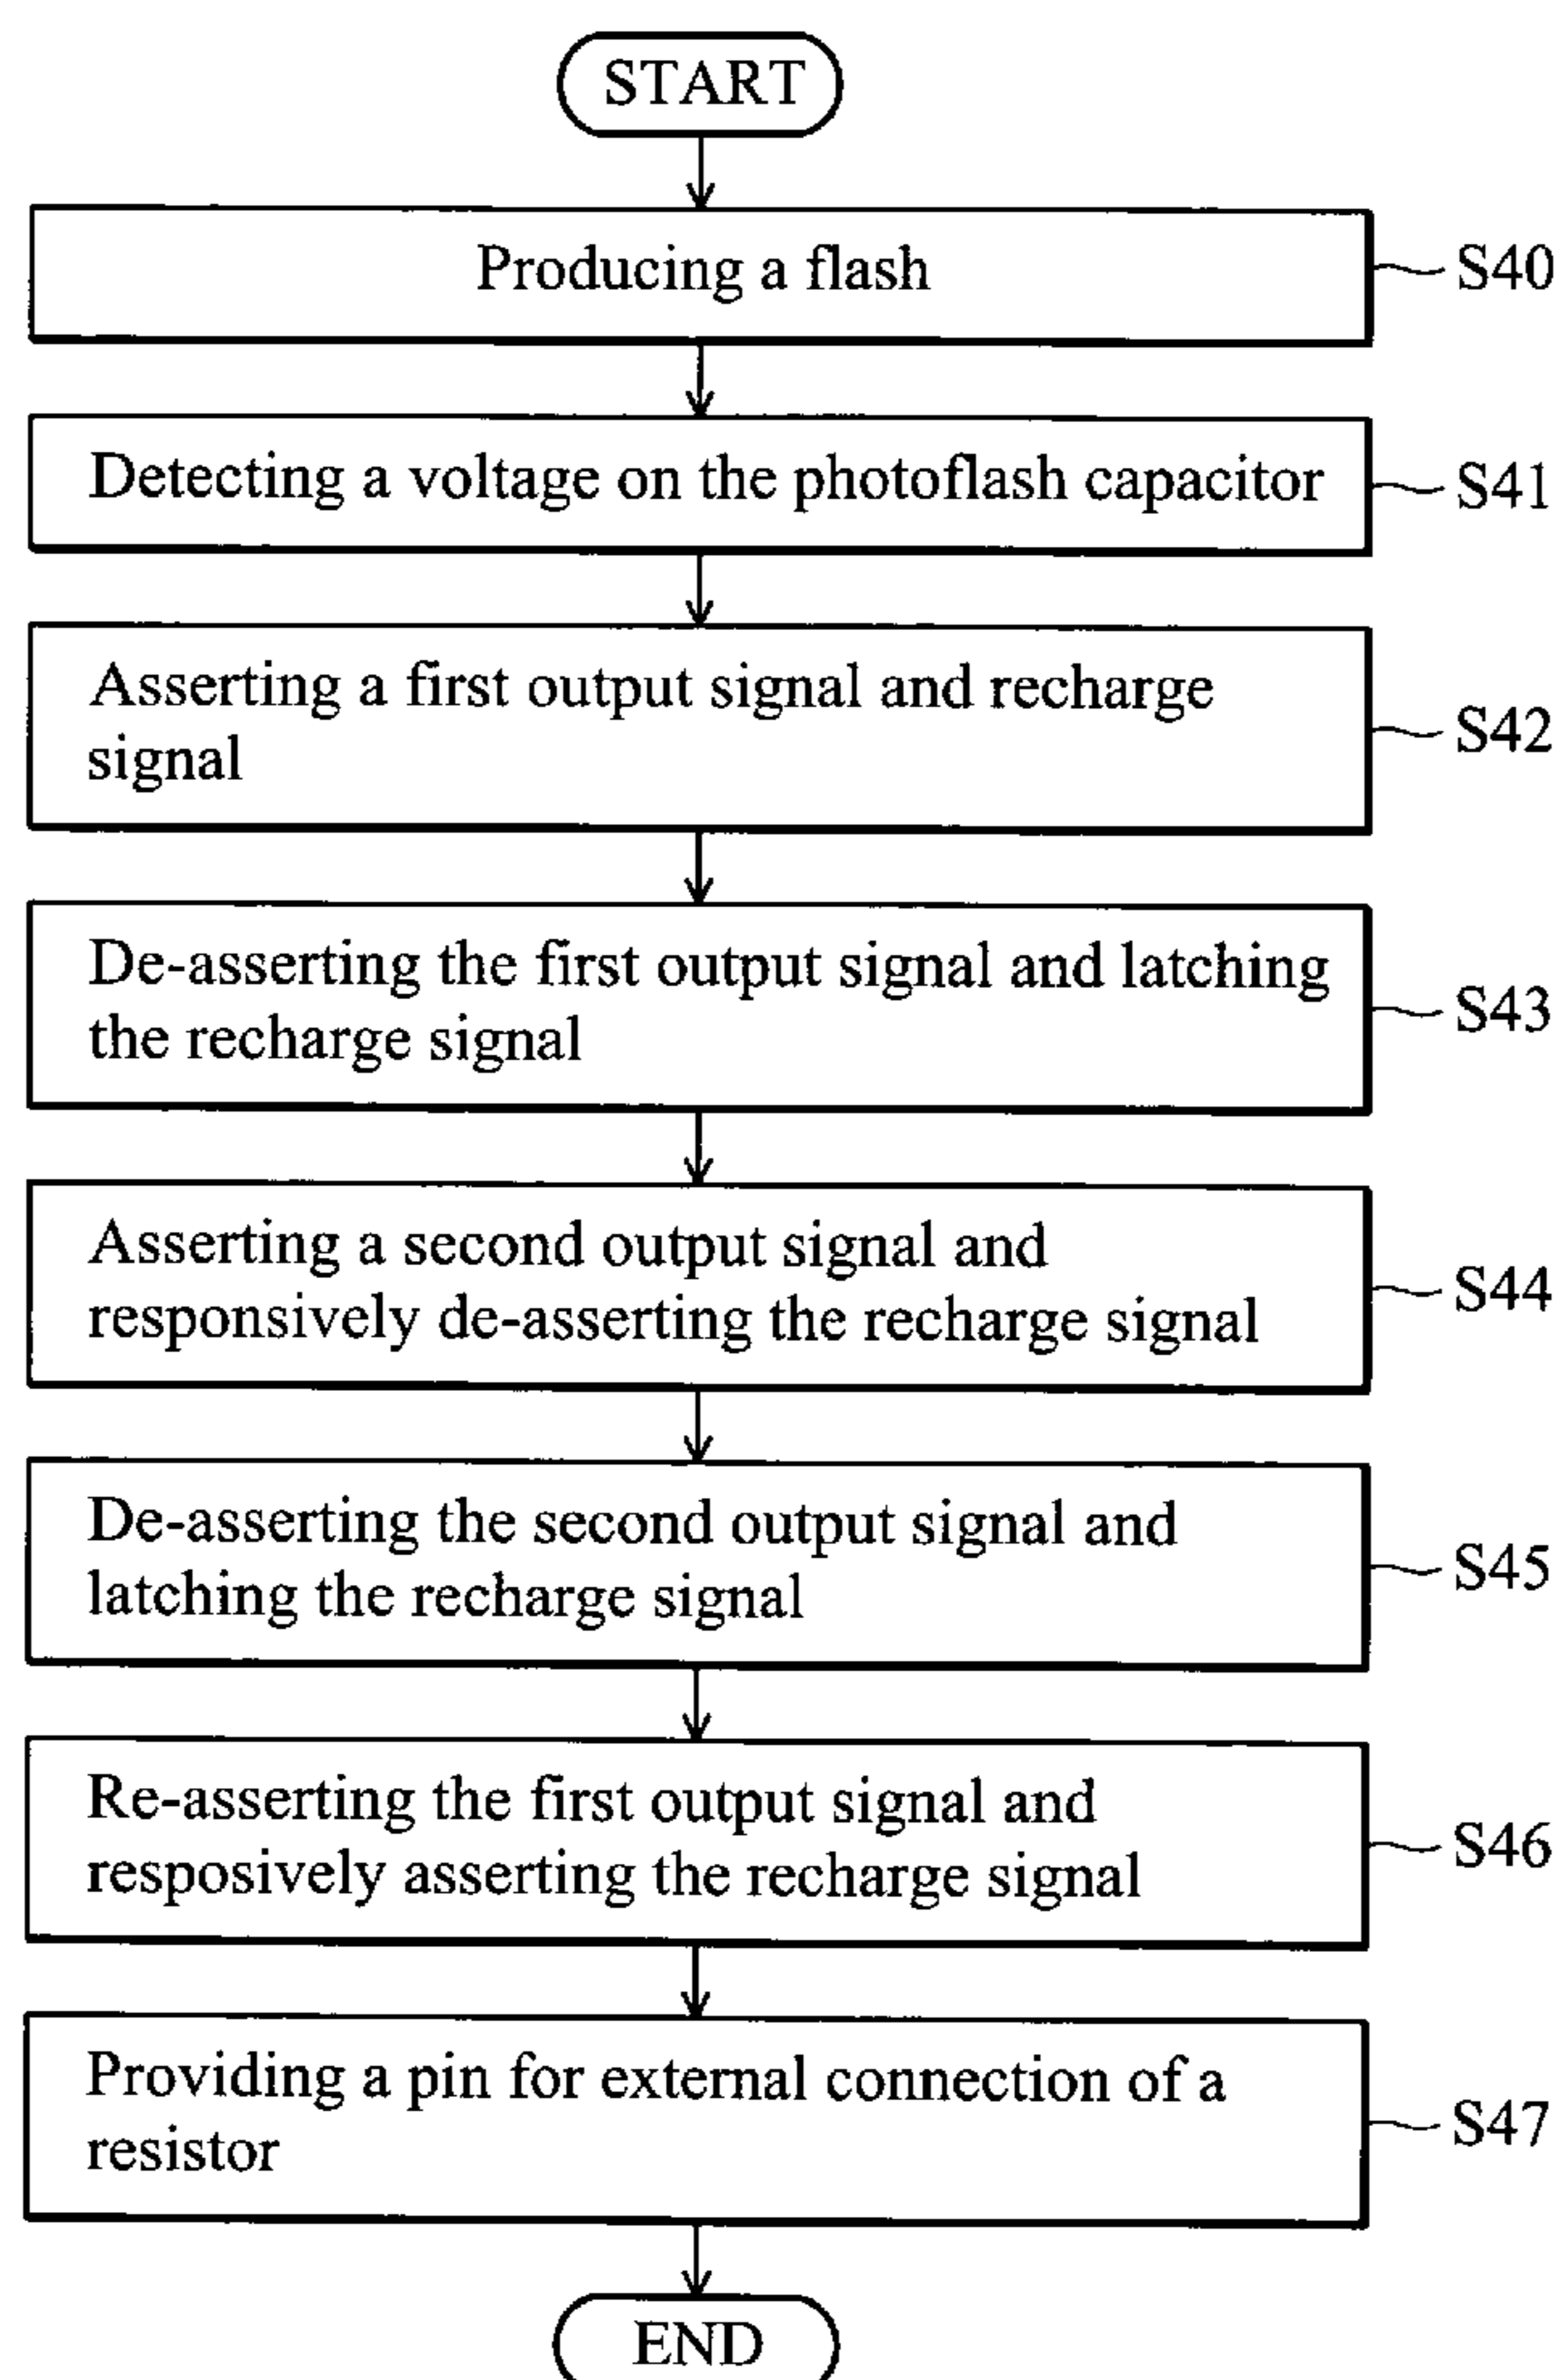 START
Producing a flash
S40
Detecting a voltage on the photoflash capacitor
S41
Asserting a first output signal and recharge
signal
S42
De-asserting the first output signal and latching
the recharge signal
S43
Asserting a second output signal and
responsively de-asserting the recharge signal
S44
De-asserting the second output signal and
latching the recharge signal
S45
Re-asserting the first output signal and
resposively asserting the recharge signal
S46
Providing a pin for external connection of a
resistor
S47
END